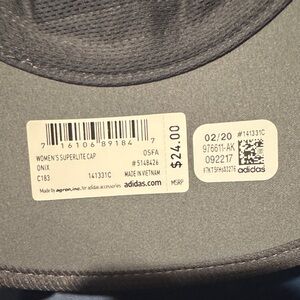 7 16106 89184 7
WOMEN'S SUPERLITE CAP OSFA
ONIX #5148426
C183 141331C MADE IN VIETNAM
Made by agron,inc. for adidas accessories adidas.com
$24.00
MSRP
02/20 #141331C
976611-AK
092217
adidas